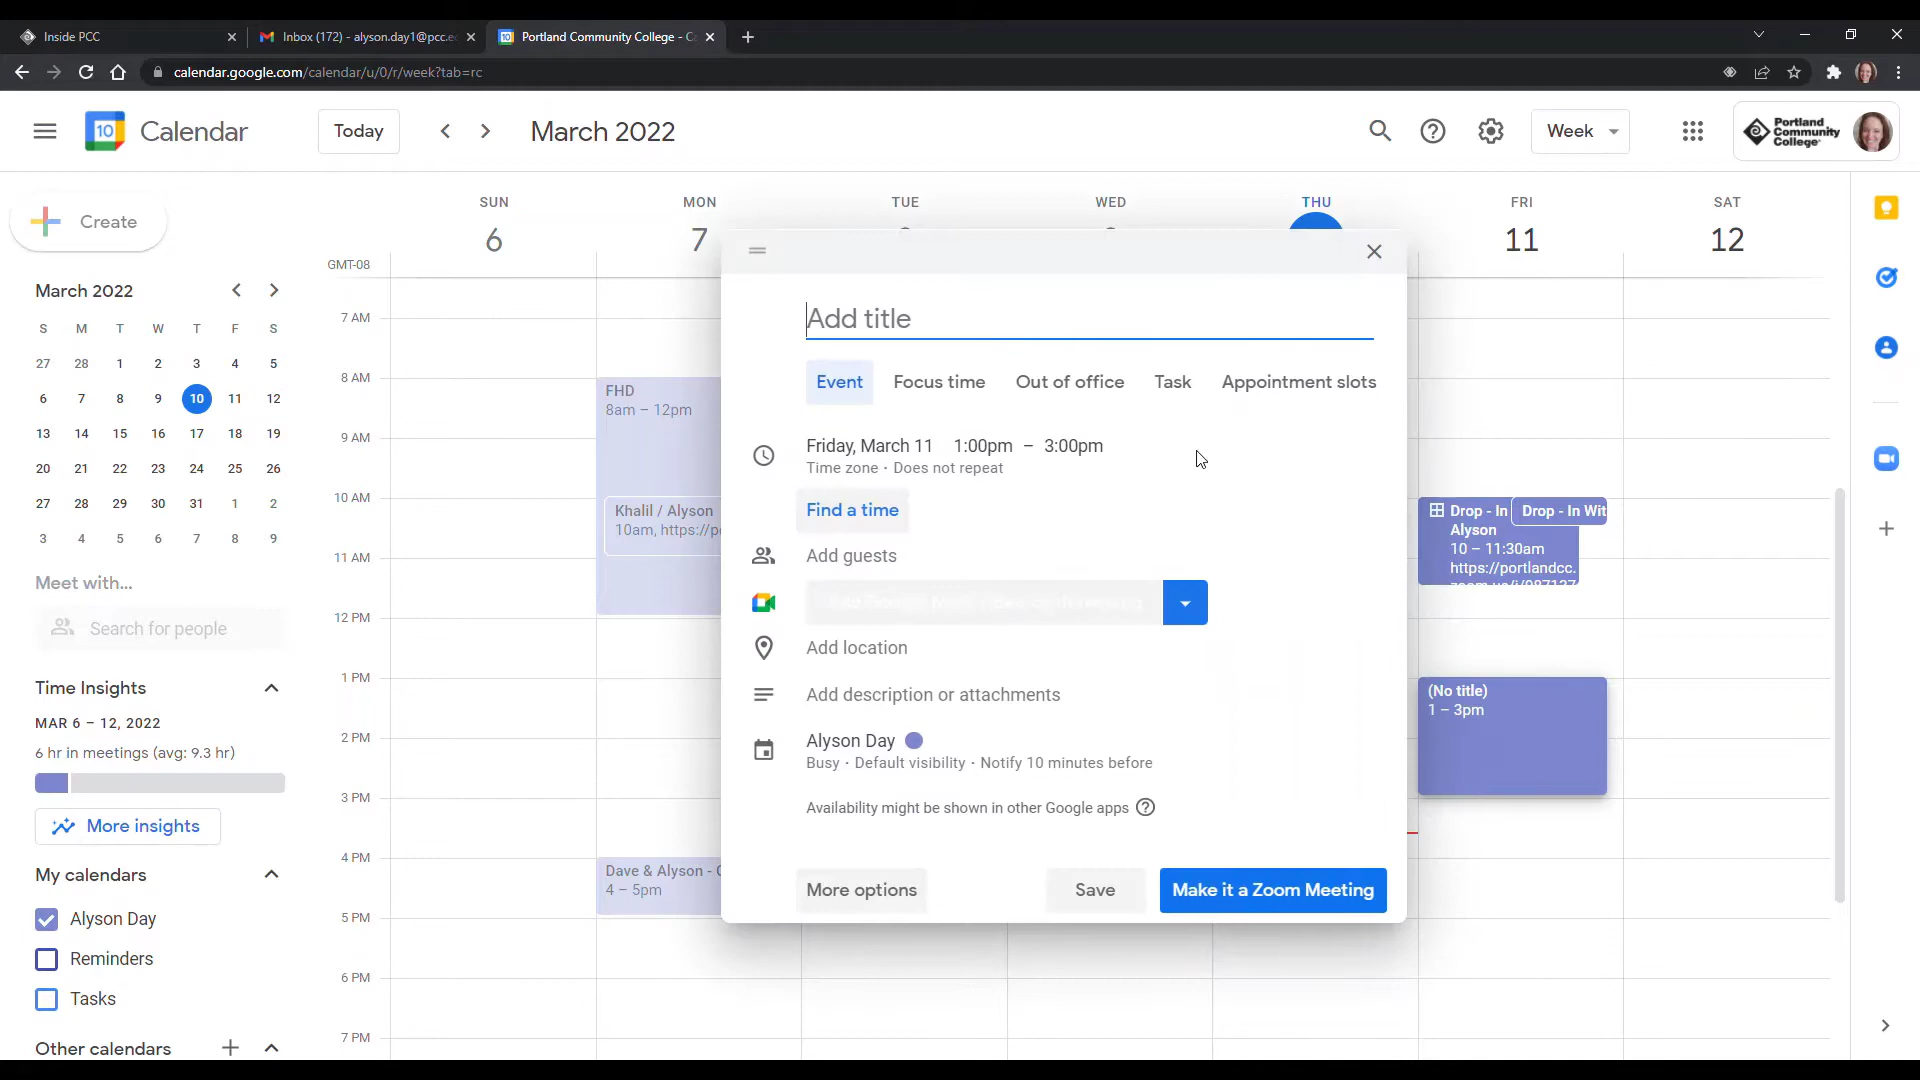 Inside PCC
Inbox (172) - alyson.day1@pcc.e
Portland Community College - C
calendar.google.com/calendar/u/0/r/week?tab=rc
10
Calendar
Today
March 2022
Week
Portland
Community
College
Create
SUN
MON
TUE
WED
THU
FRI
SAT
6
7
11
12
GMT-08
March 2022
S M T W T F S
27 28 1 2 3 4 5
6 7 8 9 10 11 12
13 14 15 16 17 18 19
20 21 22 23 24 25 26
27 28 29 30 31 1 2
3 4 5 6 7 8 9
Meet with...
Search for people
Time Insights
MAR 6 – 12, 2022
6 hr in meetings (avg: 9.3 hr)
More insights
My calendars
Alyson Day
Reminders
Tasks
Other calendars
7 AM
8 AM
9 AM
10 AM
11 AM
12 PM
1 PM
2 PM
3 PM
4 PM
5 PM
6 PM
7 PM
FHD
8am – 12pm
Khalil / Alyson
10am, https://p
Dave & Alyson -
4 – 5pm
Add title
Event
Focus time
Out of office
Task
Appointment slots
Friday, March 11 1:00pm – 3:00pm
Time zone • Does not repeat
Find a time
Add guests
Add location
Add description or attachments
Alyson Day
Busy • Default visibility • Notify 10 minutes before
Availability might be shown in other Google apps
More options
Save
Make it a Zoom Meeting
Drop - In
Alyson
10 – 11:30am
https://portlandcc.
Drop - In Wit
(No title)
1 – 3pm